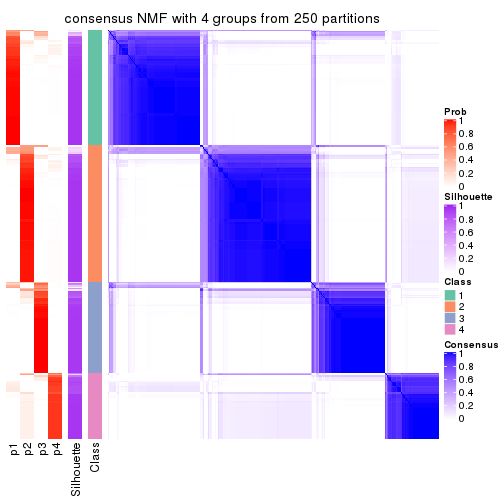 consensus NMF with 4 groups from 250 partitions
Prob
1
0.8
0.6
0.4
0.2
0
Silhouette
1
0.8
0.6
0.4
0.2
0
Class
1
2
3
4
Consensus
1
0.8
0.6
0.4
0.2
0
p1
p2
p3
p4
Silhouette
Class